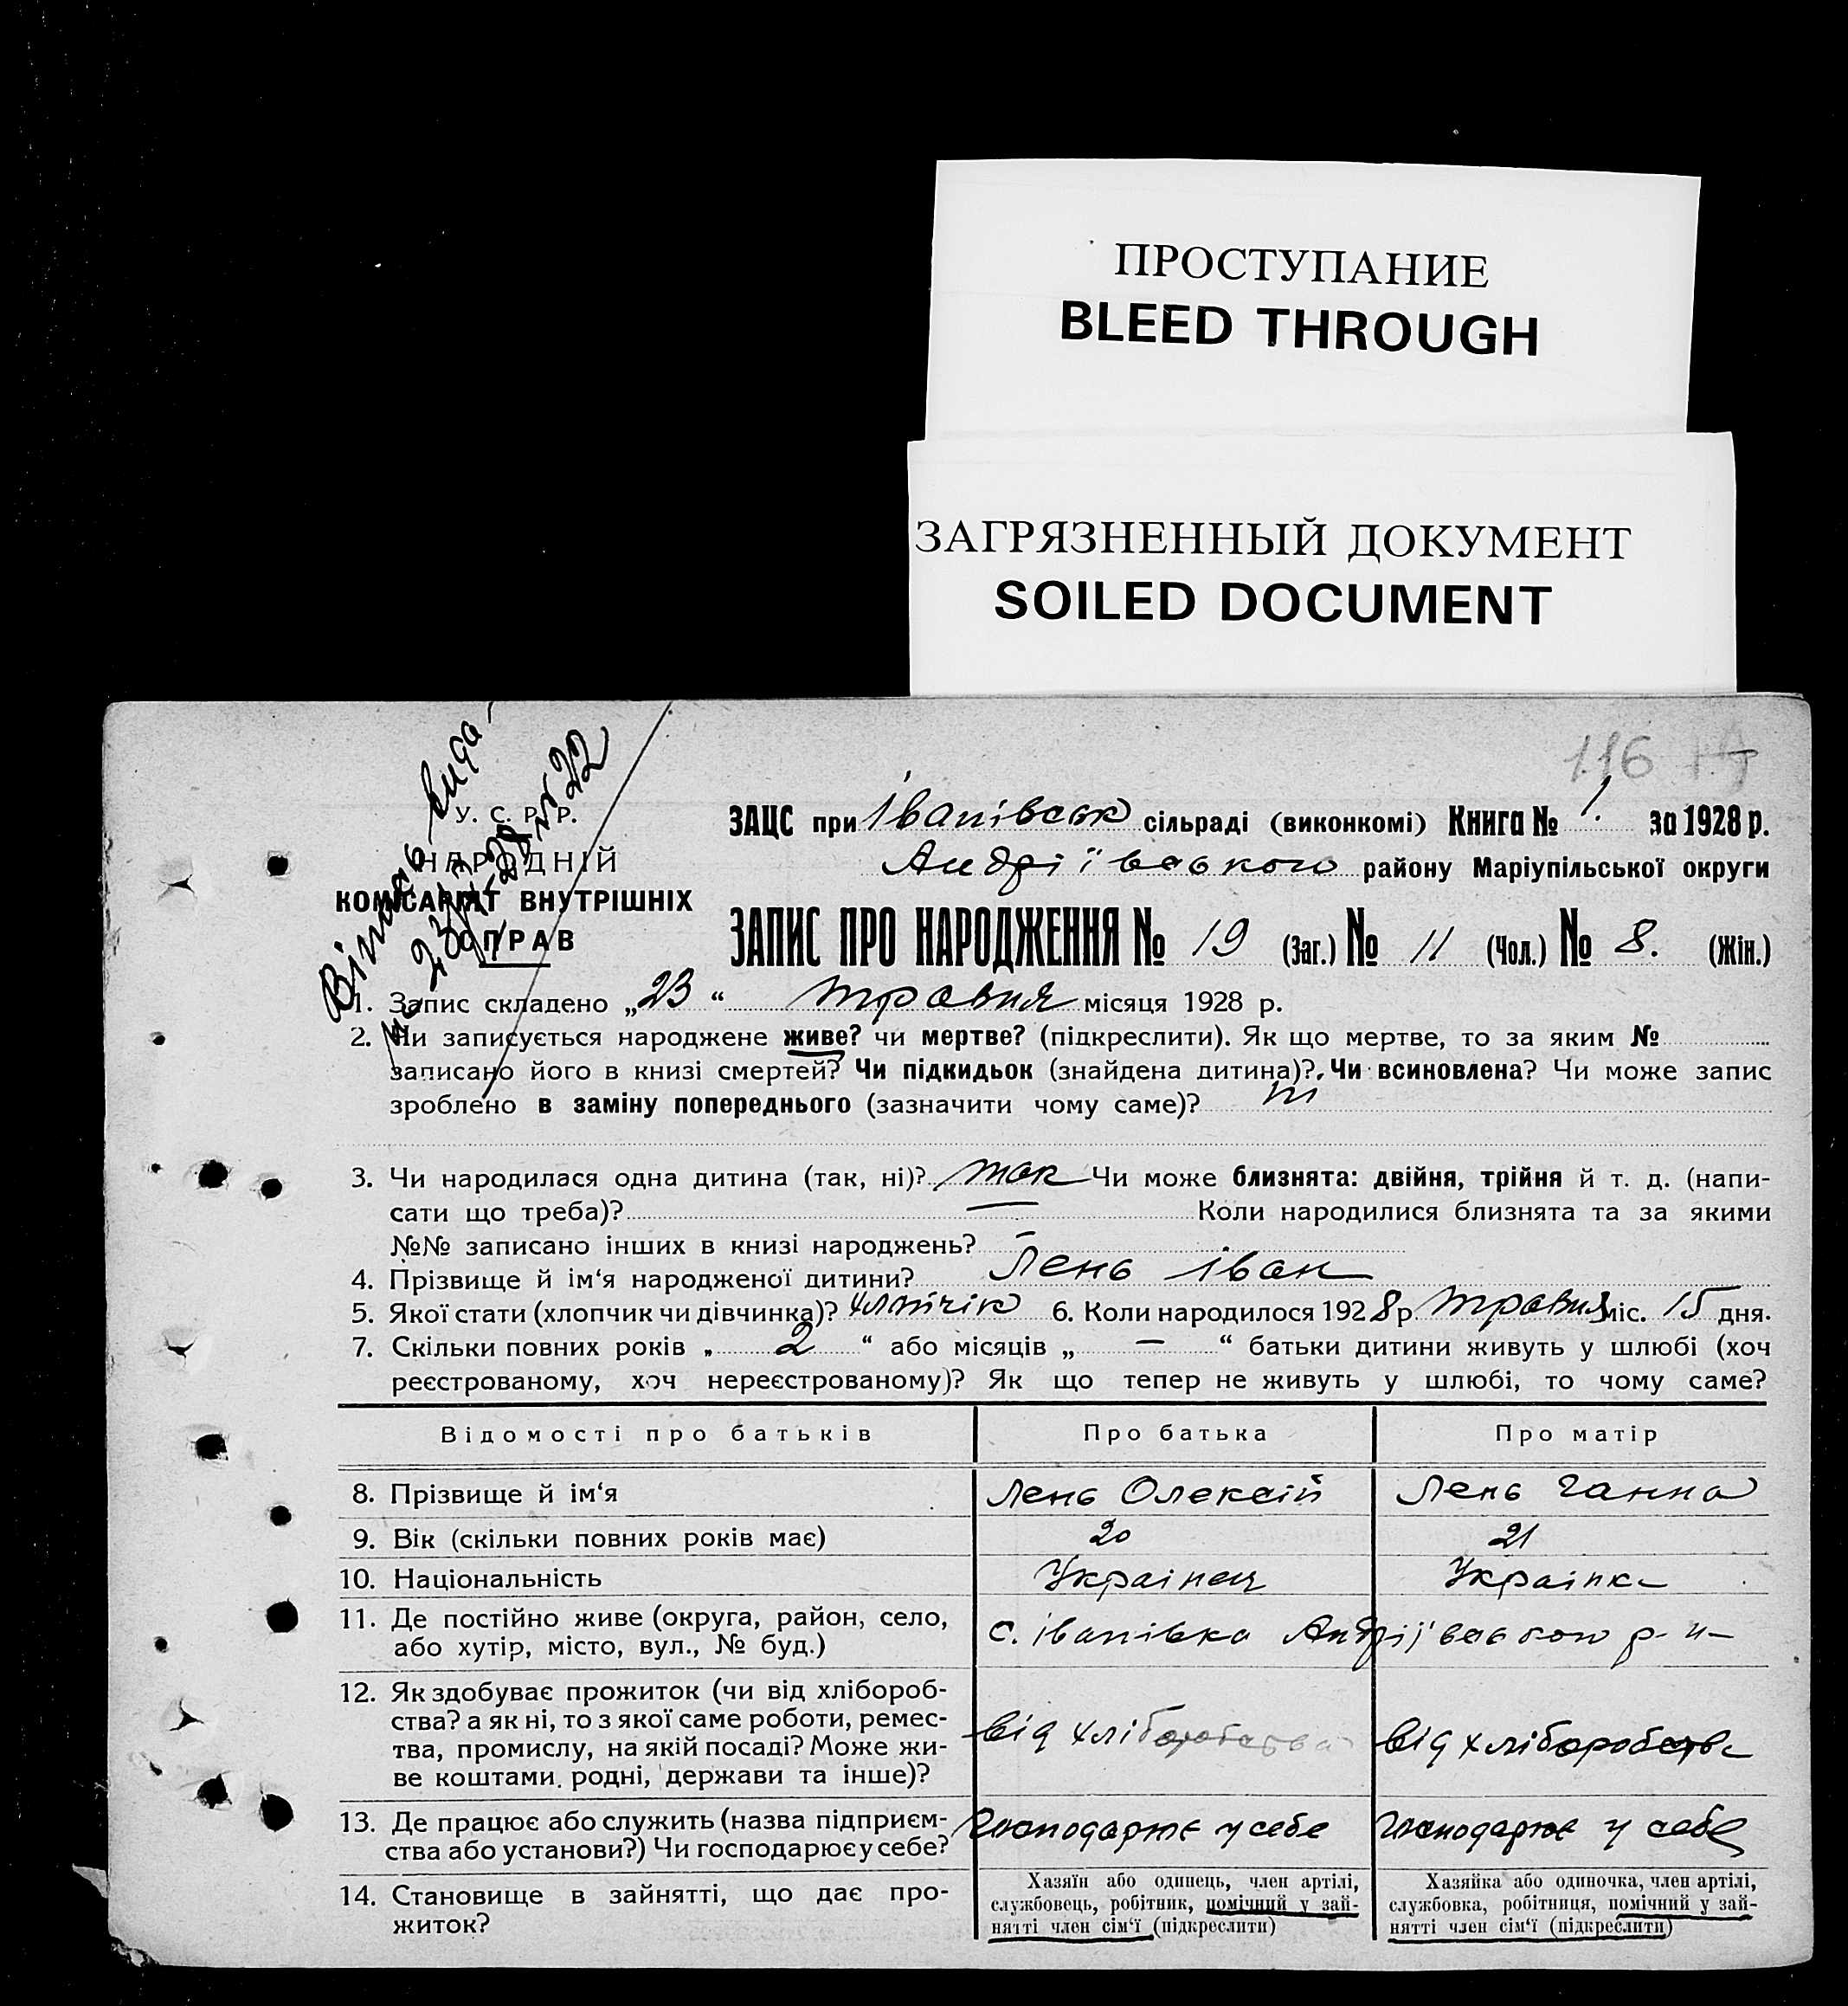 ПРОСТУПАНИЕ
BLEED THROUGH
ЗАГРЯЗНЕННЫЙ ДОКУМЕНТ
SOILED DOCUMENT
116
У. С. Р. Р.
НАРОДНІЙ
КОМІСАРІЯТ ВНУТРІШНІХ
СПРАВ
№ 22
ЗАЦС при Іванівськ сільраді (виконкомі) Книга № 1. за 1928 р.
Андріївського району Маріупільської округи
ЗАПИС ПРО НАРОДЖЕННЯ № 19 (Заг.) № 11 (Чол.) № 8. (Жін.)
1. Запис складено „23“ травня місяця 1928 р.
2. Чи записується народжене живе? чи мертве? (підкреслити). Як що мертве, то за яким №
записано його в книзі смертей? Чи підкидьок (знайдена дитина)? Чи всиновлена? Чи може запис
зроблено в заміну попереднього (зазначити чому саме)?
3. Чи народилася одна дитина (так, ні)? так Чи може близнята: двійня, трійня й т. д. (напи-
сати що треба)? — Коли народилися близнята та за якими
№№ записано інших в книзі народжень? —
4. Прізвище й ім‘я народженої дитини? Лень Іван
5. Якої стати (хлопчик чи дівчинка)? хлопчік 6. Коли народилося 1928 р. травня міс. 15 дня.
7. Скільки повних років „ 2 “ або місяців „ — “ батьки дитини живуть у шлюбі (хоч
реєстрованому, хоч нереєстрованому)? Як що тепер не живуть у шлюбі, то чому саме?
Відомості про батьків Про батька Про матір
8. Прізвище й ім‘я Лень Олексій Лень Ганна
9. Вік (скільки повних років має) 20 21
10. Національність Українец Українка
11. Де постійно живе (округа, район, село,
або хутір, місто, вул., № буд.) с. Іванівка Андріївського р-н
12. Як здобуває прожиток (чи від хлібороб-
ства? а як ні, то з якої саме роботи, ремес-
тва, промислу, на якій посаді? Може жи-
ве коштами родні, держави та інше)? від хліборобства від хліборобства
13. Де працює або служить (назва підприєм-
ства або установи?) Чи господарює у себе? Господарює у себе Господарює у себе
14. Становище в зайнятті, що дає про-
житок?
Хазяїн або одинець, член артілі,
службовець, робітник, помічний у зай-
нятті член сім‘ї (підкреслити)
Хазяйка або одиночка, член артілі,
службовка, робітниця, помічний у зай-
нятті член сім‘ї (підкреслити)